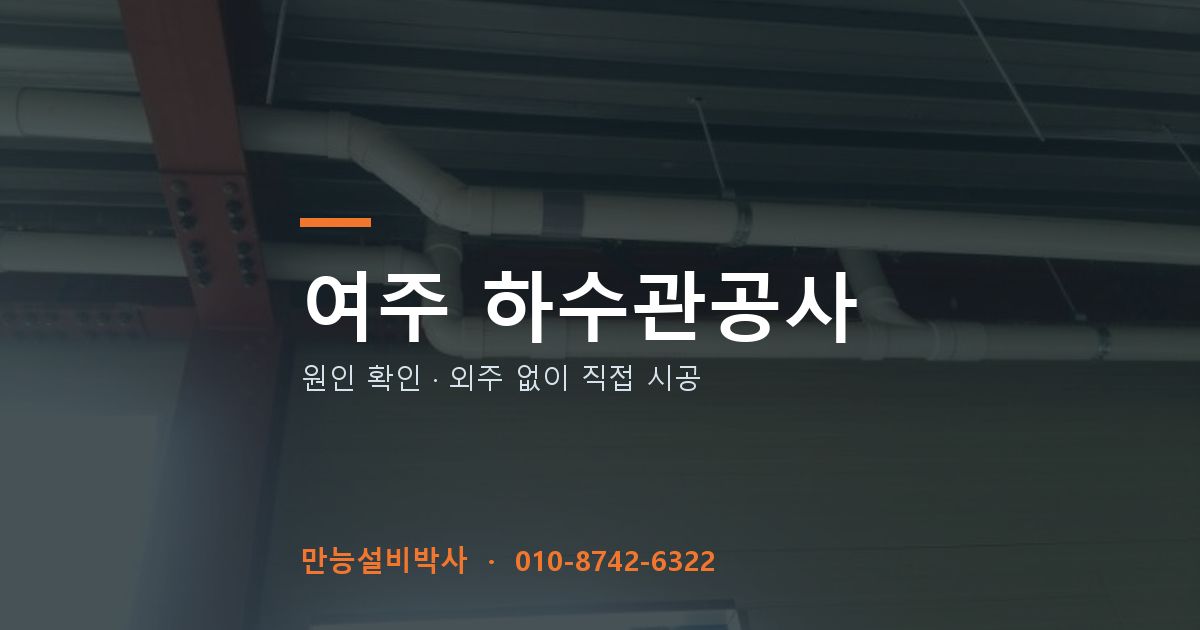 여주 하수관공사
원인 확인 · 외주 없이 직접 시공
만능설비박사 · 010-8742-6322